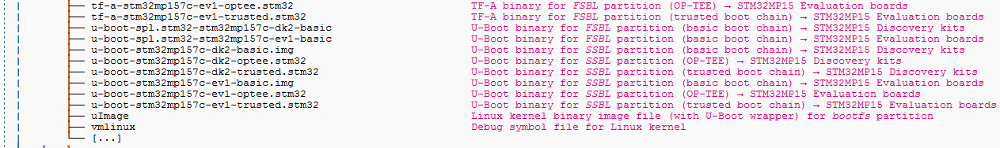 ├── tf-a-stm32mp157c-ev1-optee.stm32 TF-A binary for FSBL partition (OP-TEE) → STM32MP15 Evaluation boards
├── tf-a-stm32mp157c-ev1-trusted.stm32 TF-A binary for FSBL partition (trusted boot chain) → STM32MP15 Evaluation boards
├── u-boot-spl.stm32-stm32mp157c-dk2-basic U-Boot binary for FSBL partition (basic boot chain) → STM32MP15 Discovery kits
├── u-boot-spl.stm32-stm32mp157c-ev1-basic U-Boot binary for FSBL partition (basic boot chain) → STM32MP15 Evaluation boards
├── u-boot-stm32mp157c-dk2-basic.img U-Boot binary for SSBL partition (basic boot chain) → STM32MP15 Discovery kits
├── u-boot-stm32mp157c-dk2-optee.stm32 U-Boot binary for SSBL partition (OP-TEE) → STM32MP15 Discovery kits
├── u-boot-stm32mp157c-dk2-trusted.stm32 U-Boot binary for SSBL partition (trusted boot chain) → STM32MP15 Discovery kits
├── u-boot-stm32mp157c-ev1-basic.img U-Boot binary for SSBL partition (basic boot chain) → STM32MP15 Evaluation boards
├── u-boot-stm32mp157c-ev1-optee.stm32 U-Boot binary for SSBL partition (OP-TEE) → STM32MP15 Evaluation boards
├── u-boot-stm32mp157c-ev1-trusted.stm32 U-Boot binary for SSBL partition (trusted boot chain) → STM32MP15 Evaluation boards
├── uImage Linux kernel binary image file (with U-Boot wrapper) for bootfs partition
├── vmlinux Debug symbol file for Linux kernel
└── [...]